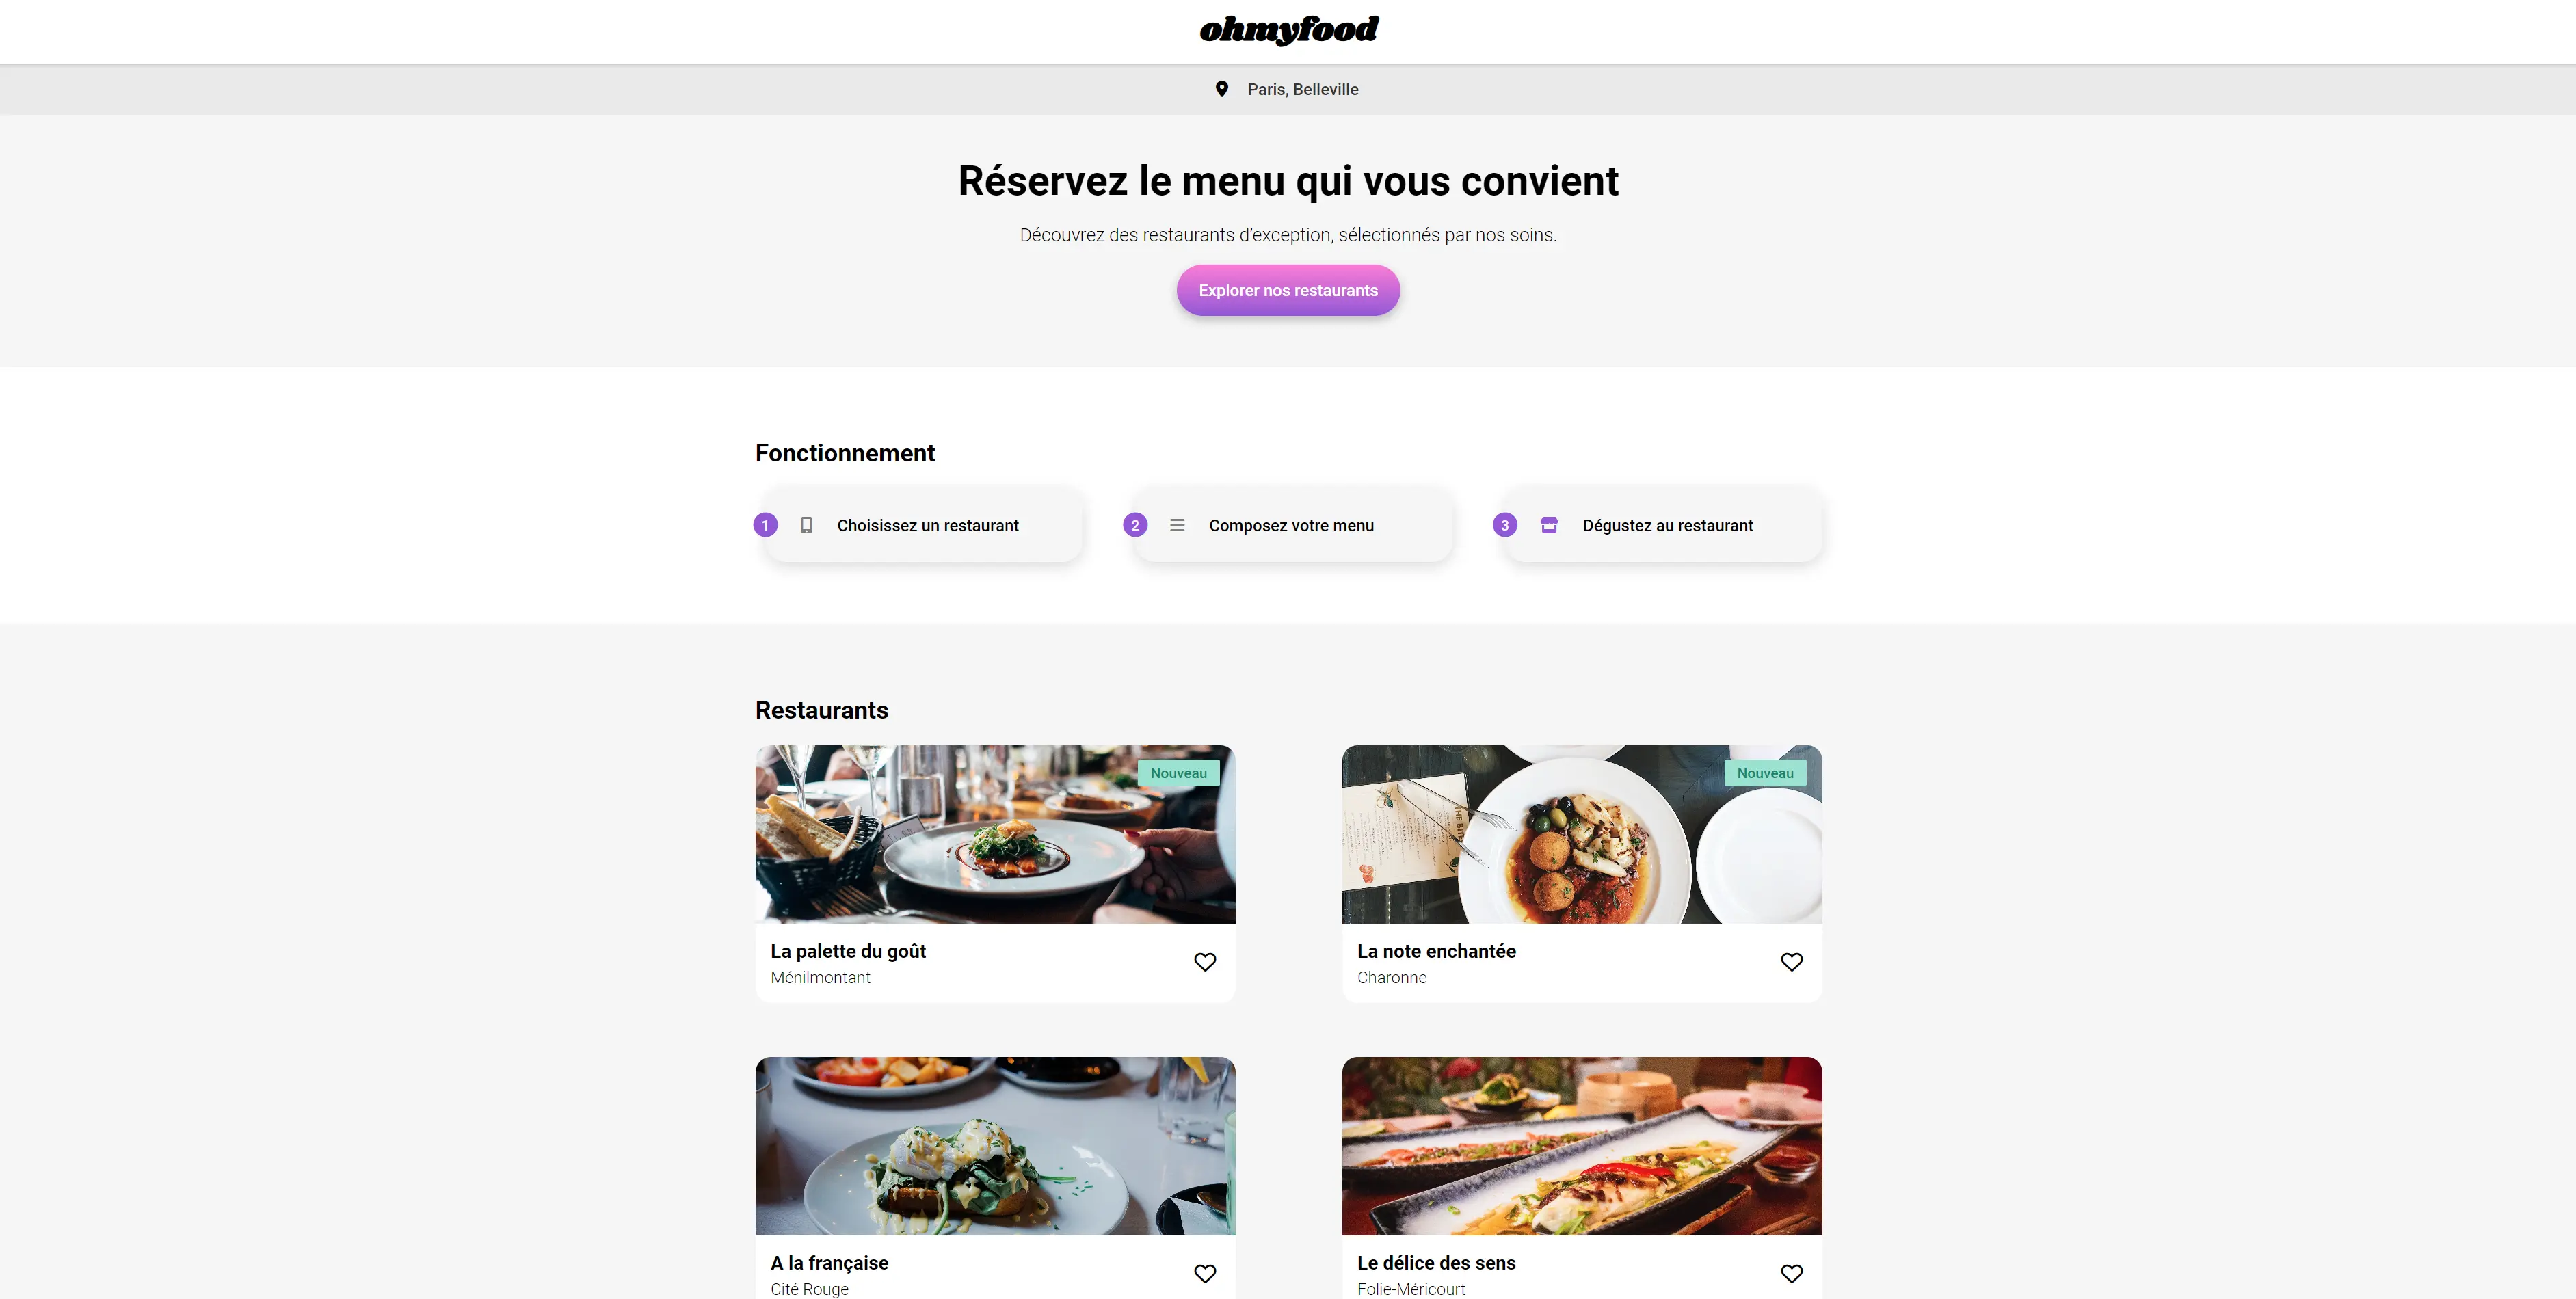 ohmyfood
Paris, Belleville
Réservez le menu qui vous convient
Découvrez des restaurants d’exception, sélectionnés par nos soins.
Explorer nos restaurants
Fonctionnement
1 Choisissez un restaurant
2 Composez votre menu
3 Dégustez au restaurant
Restaurants
Nouveau
La palette du goût
Ménilmontant
Nouveau
La note enchantée
Charonne
A la française
Cité Rouge
Le délice des sens
Folie-Méricourt